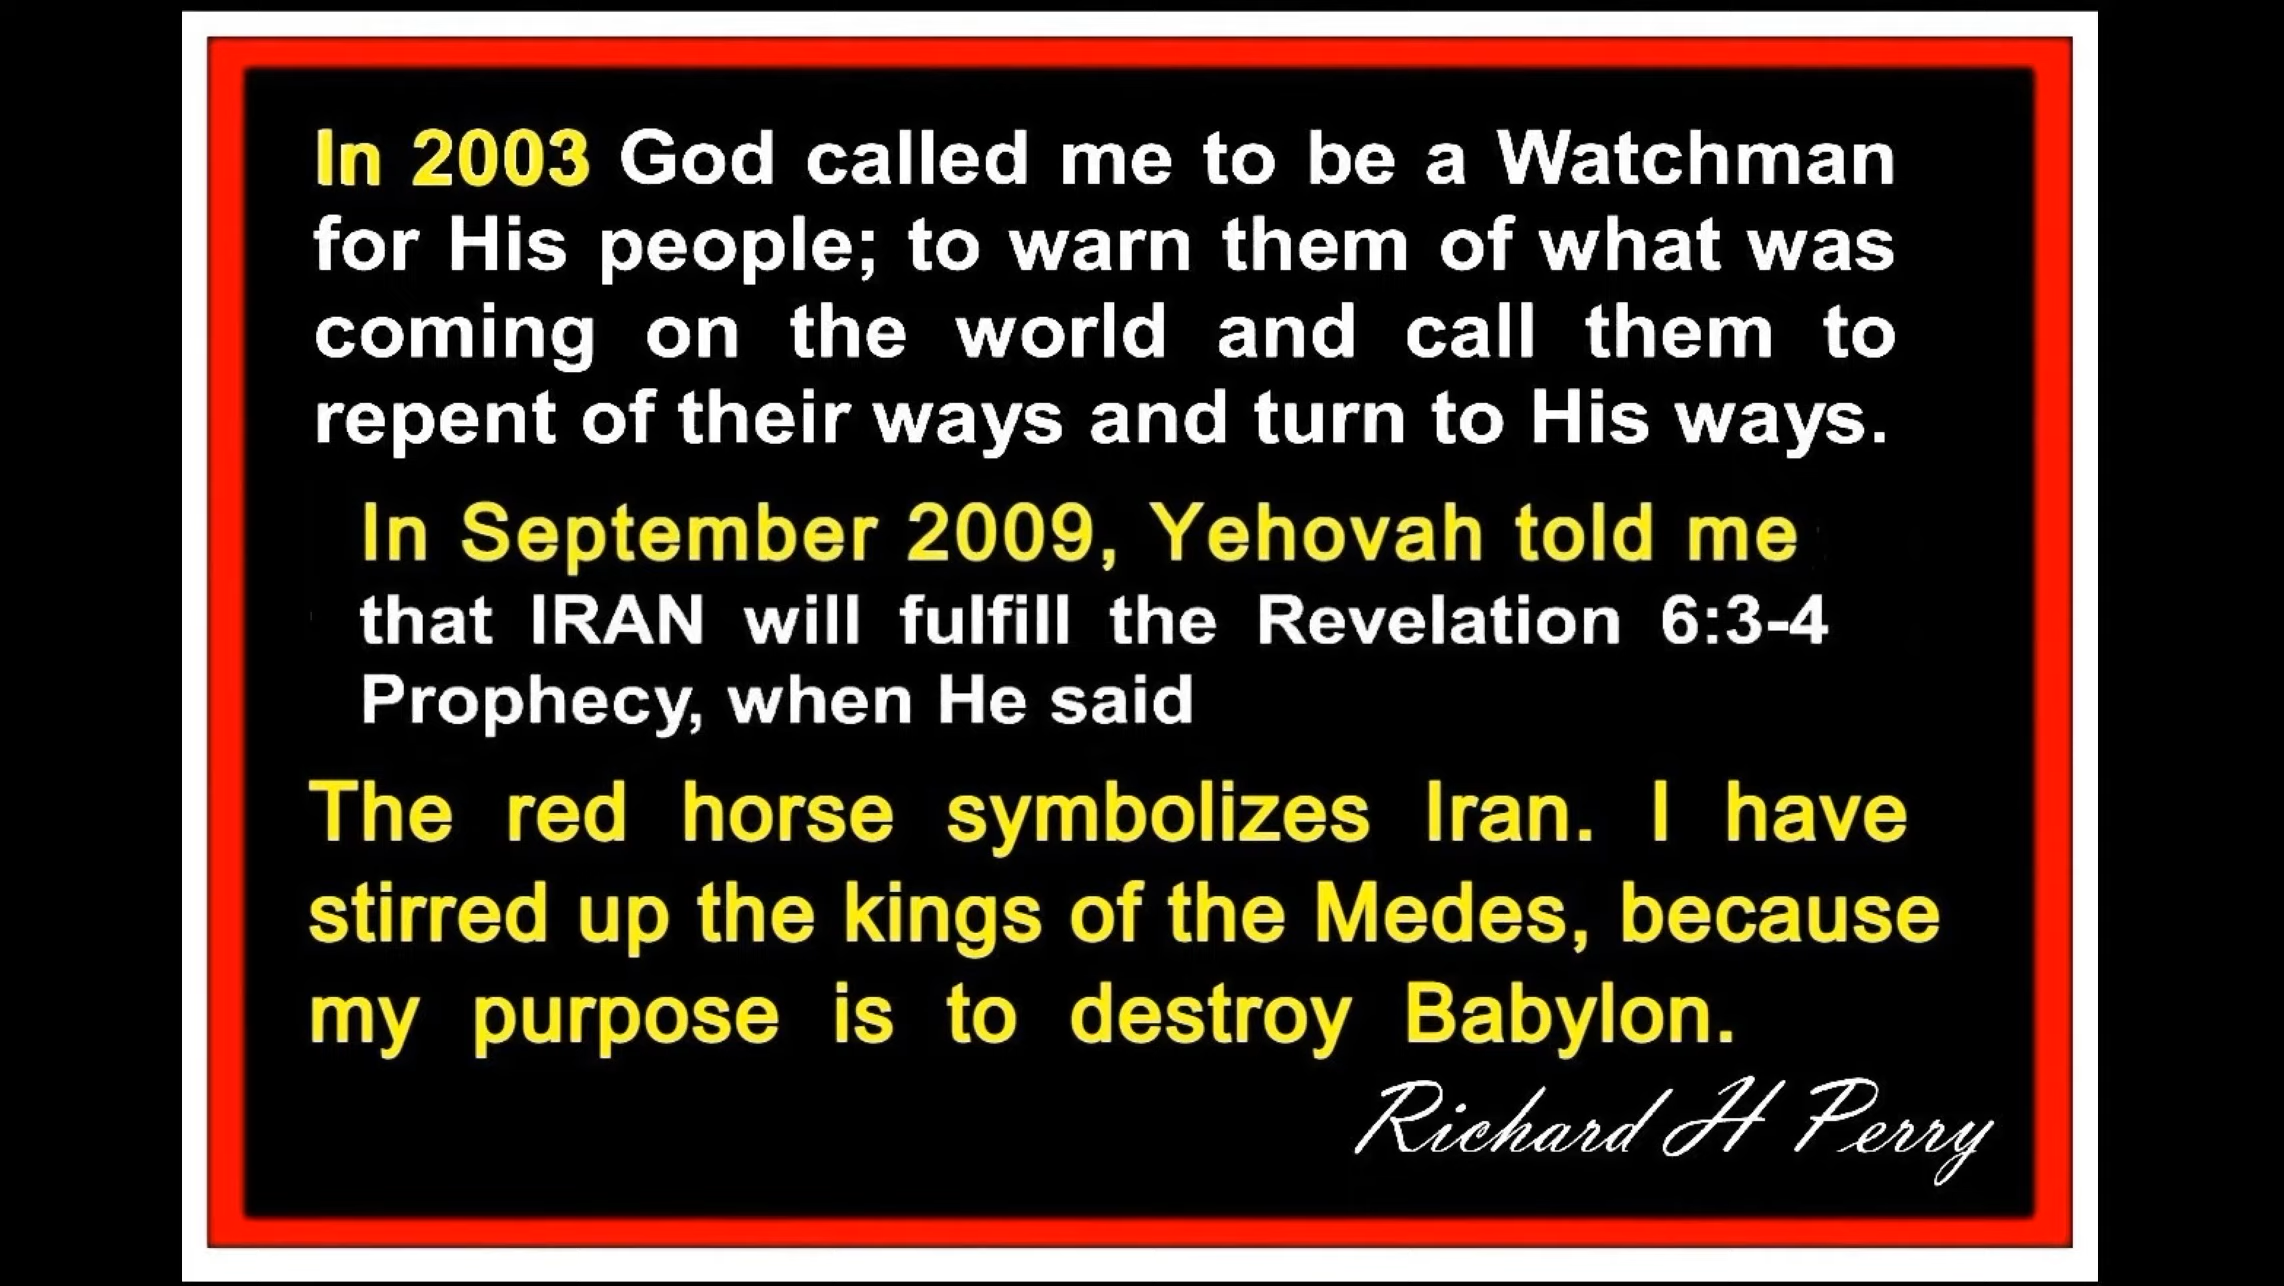 In 2003 God called me to be a Watchman
for His people; to warn them of what was
coming on the world and call them to
repent of their ways and turn to His ways.
In September 2009, Yehovah told me
that IRAN will fulfill the Revelation 6:3-4
Prophecy, when He said
The red horse symbolizes Iran. I have
stirred up the kings of the Medes, because
my purpose is to destroy Babylon.
Richard H Perry